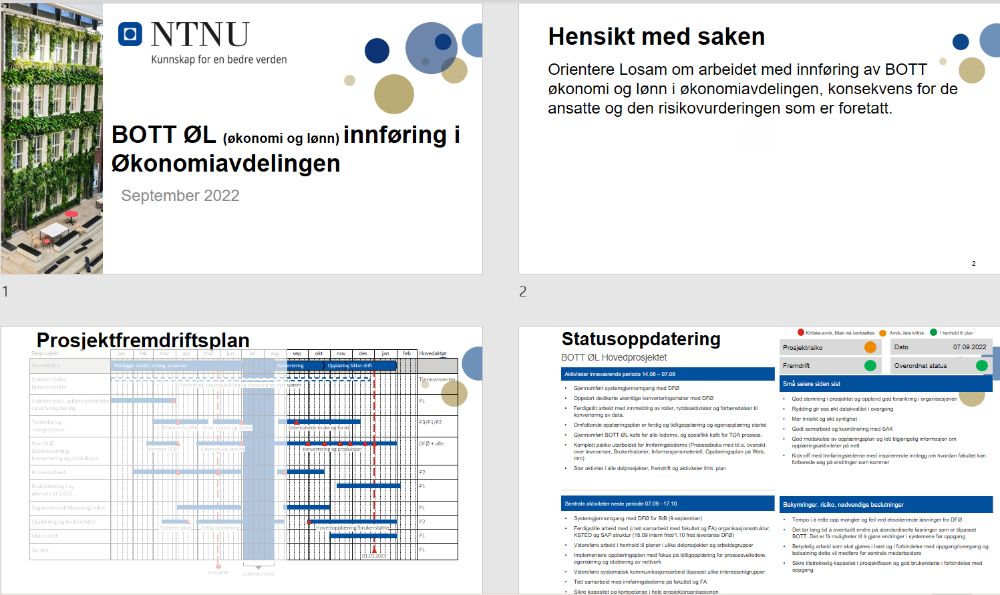 NTNU
Kunnskap for en bedre verden
BOTT ØL (økonomi og lønn) innføring i
Økonomiavdelingen
September 2022
1
Hensikt med saken
Orientere Losam om arbeidet med innføring av BOTT
økonomi og lønn i økonomiavdelingen, konsekvens for de
ansatte og den risikovurderingen som er foretatt.
2
2
Prosjektfremdriftsplan
Delprosjekt jan feb mar apr mai jun jul aug sep okt nov des jan feb Hovedaktør
Hovedfokus Planlegge, innsikt, testing, prosesser Konvertering Opplæring Sikker drift
Etablere felles
tjenestesenter
Forbedring, prosessutvikling og tilpasning før nytt system
Tjenestesenter
Etablere plan, avklare portefølje
og erfaringslæring
PL
Testmiljø og
integrasjoner
Etablere fra DFØ Teste, justere og utvikle Videreutvikle bruke og forstå
P3/P1/P2
Plan DFØ
Datainnsamling,
konvertering og produksjon
Rammer DFØ Videreutvikle løsning Konvertering og produksjon
DFØ + alle
Prosessarbeid P2
Budsjettering i ny
økmod i BEVISST
P1
Organisatorisk tilpassing/roller PL
Opplæring og brukerstøtte P2
Etablere plan Tidlig opplæring Hovedopplæring/brukerstøtte
Sikker drift PL
Go-live PL
01.01.2023
Fremdrift Sommerferie
Statusoppdatering
BOTT ØL Hovedprosjektet
Kritiske avvik, tiltak må iverksettes Avvik, ikke kritisk I henhold til plan
Prosjektrisiko Dato 07.09.2022
Fremdrift Overordnet status
Aktiviteter inneværende periode 14.08 – 07.09
• Gjennomført systemgjennomgang med DFØ
• Oppstart dedikerte ukentlige konverteringsmøter med DFØ
• Ferdigstilt arbeid med innmelding av roller, ryddeaktiviteter og forberedelser til
konvertering av data.
• Omfattende opplæringsplan er ferdig og tidligopplæring og egenopplæring startet
• Gjennomført BOTT-ØL-kafé for alle lederne, og spesifikk kafé for TOA prosess.
• Komplett pakke utarbeidet for Innføringslederne (Prosessboka med bl.a. oversikt
over leveranser, Brukerhistorier, Informasjonsmateriell, Opplæringsplan på Web,
mm)
• Stor aktivitet i alle delprosjekter, fremdrift og aktiviteter ihht. plan
Små seiere siden sist
• God stemning i prosjektet og opplevd god forankring i organisasjonen
• Rydding gir oss økt datakvalitet i overgang
• Mer innsikt og økt synlighet
• Godt samarbeid og koordinering med SAK
• God mottakelse av opplæringsplan og lett tilgjengelig informasjon om
opplæringsaktiviteter på nett
• Kick-off med Innføringslederne med inspirerende innlegg om hvordan fakultet kan
forberede seg på endringer som kommer
Sentrale aktiviteter neste periode 07.09 - 17.10
• Systemgjennomgang med DFØ for BtB (9.september)
• Ferdigstille arbeid med (i tett samarbeid med fakultet og FA) organisasjonsstruktur,
KSTED og SAP struktur (15.09 intern frist/1.10 frist leveranse DFØ)
• Videreføre arbeid i henhold til planer i ulike delprosjekter og arbeidsgrupper
• Implementere opplæringsplan med fokus på tidligopplæring for prosessveiledere,
egenlæring og etablering av nettverk
• Videreføre systematisk kommunikasjonsarbeid tilpasset ulike interessentgrupper
• Tett samarbeid med innføringslederne på fakultet og FA
• Sikre kapasitet og kompetanse i hele prosjektorganisasjonen
Bekymringer, risiko, nødvendige beslutninger
• Tempo i å rette opp mangler og feil ved eksisterende løsninger fra DFØ
• Det tar lang tid å eventuelt endre på standardiserte løsninger som er tilpasset
BOTT. Det er få muligheter til å gjøre endringer i systemene før oppgang
• Betydelig arbeid som skal gjøres i høst og i forbindelse med oppgang/overgang og
belastning dette vil medføre for sentrale medarbeidere
• Sikre tilstrekkelig kapasitet i prosjektfasen og god brukerstøtte i forbindelse med
oppgang